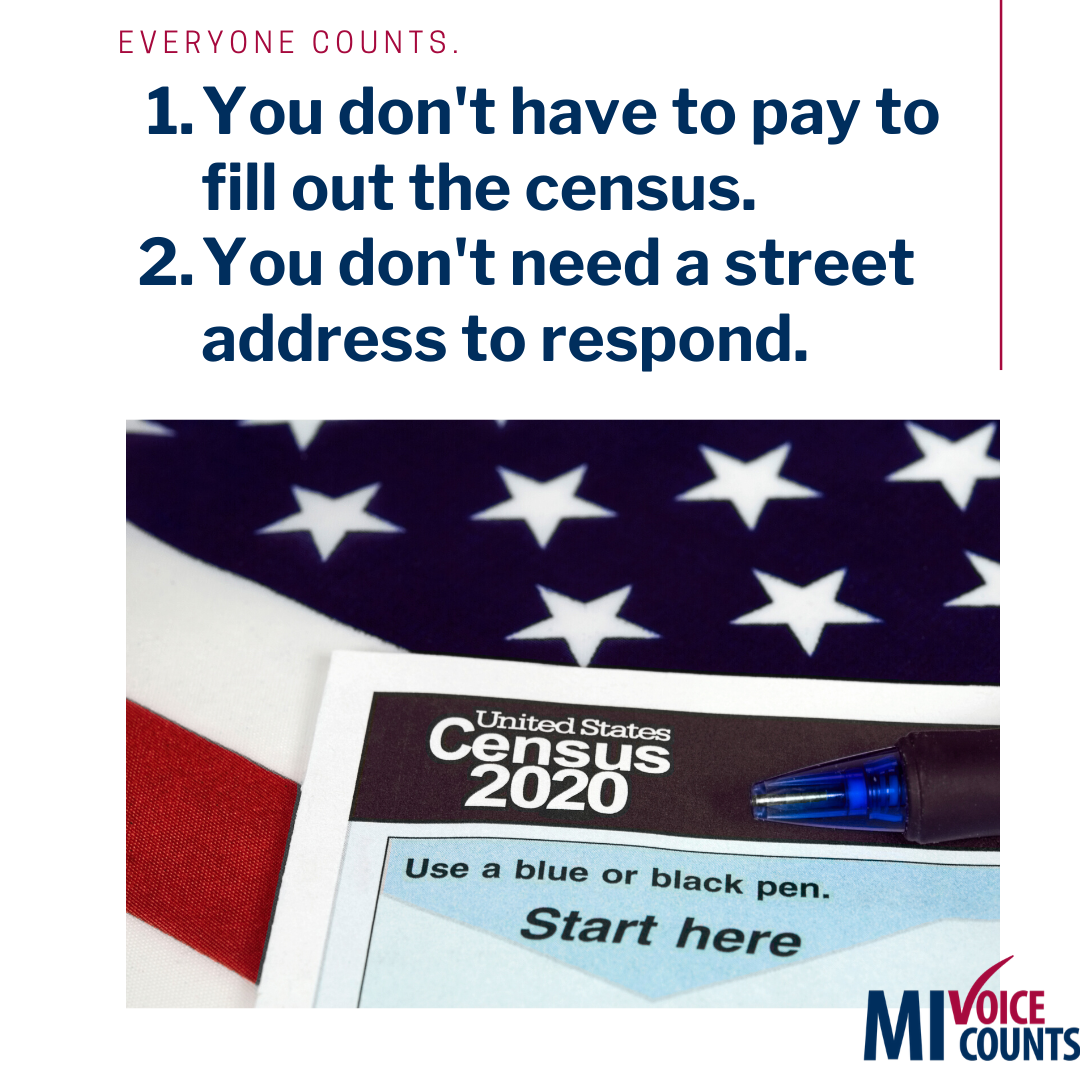 EVERYONE COUNTS.
1. You don't have to pay to
fill out the census.
2. You don't need a street
address to respond.
United States
Census
2020
Use a blue or black pen.
Start here
MI VOICE
COUNTS